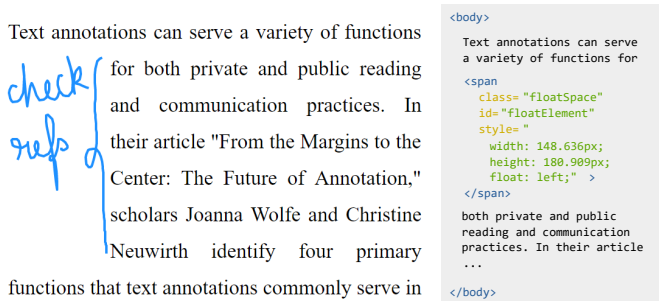 Text annotations can serve a variety of functions
check
refs
for both private and public reading
and communication practices. In
their article "From the Margins to the
Center: The Future of Annotation,"
scholars Joanna Wolfe and Christine
Neuwirth identify four primary
functions that text annotations commonly serve in
<body>
Text annotations can serve
a variety of functions for
<span
class="floatSpace"
id="floatElement"
style="
width: 148.636px;
height: 180.909px;
float: left;" >
</span>
both private and public
reading and communication
practices. In their article
...
</body>